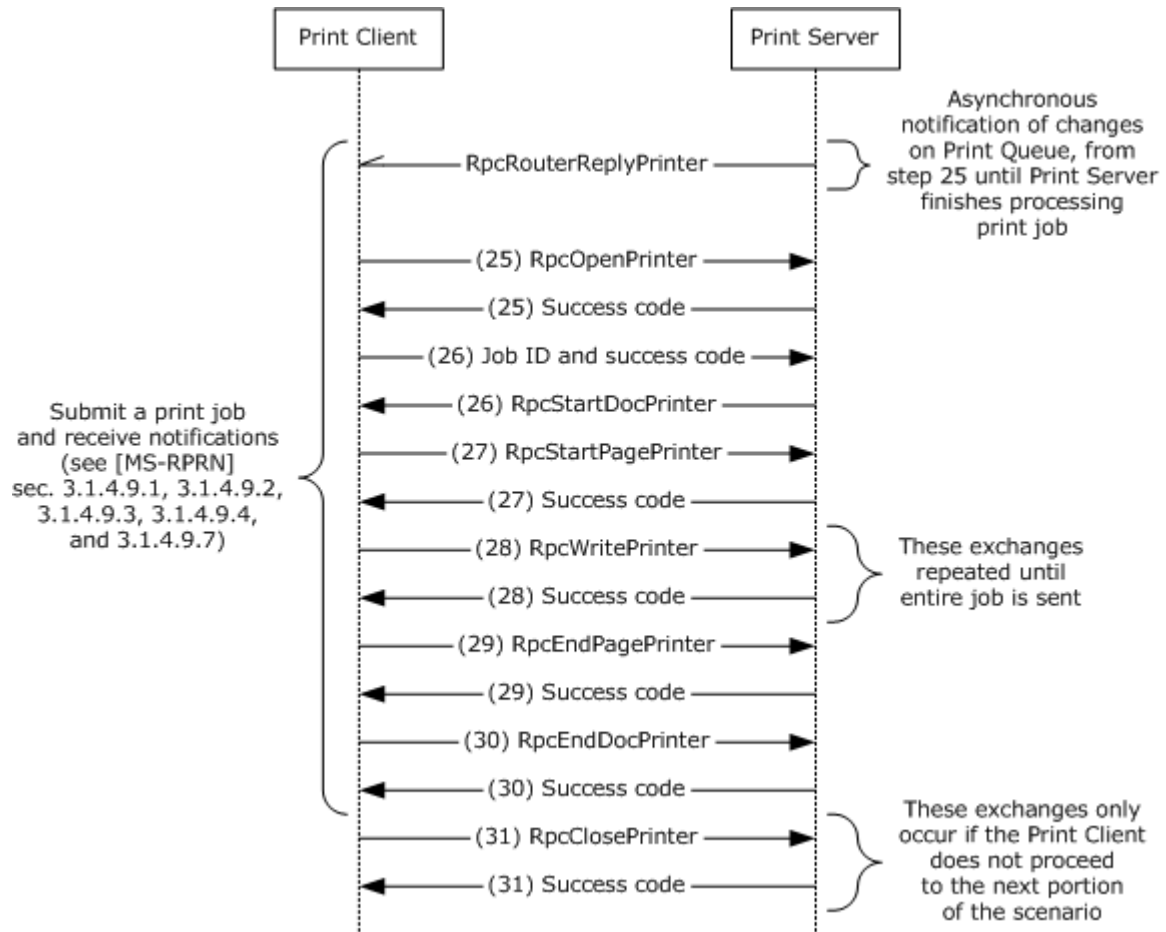 Print Client
Print Server
Asynchronous
notification of changes
on Print Queue, from
step 25 until Print Server
finishes processing
print job
RpcRouterReplyPrinter
(25) RpcOpenPrinter
(25) Success code
(26) Job ID and success code
(26) RpcStartDocPrinter
(27) RpcStartPagePrinter
(27) Success code
(28) RpcWritePrinter
(28) Success code
(29) RpcEndPagePrinter
(29) Success code
(30) RpcEndDocPrinter
(30) Success code
(31) RpcClosePrinter
(31) Success code
Submit a print job
and receive notifications
(see [MS-RPRN]
sec. 3.1.4.9.1, 3.1.4.9.2,
3.1.4.9.3, 3.1.4.9.4,
and 3.1.4.9.7)
These exchanges
repeated until
entire job is sent
These exchanges only
occur if the Print Client
does not proceed
to the next portion
of the scenario